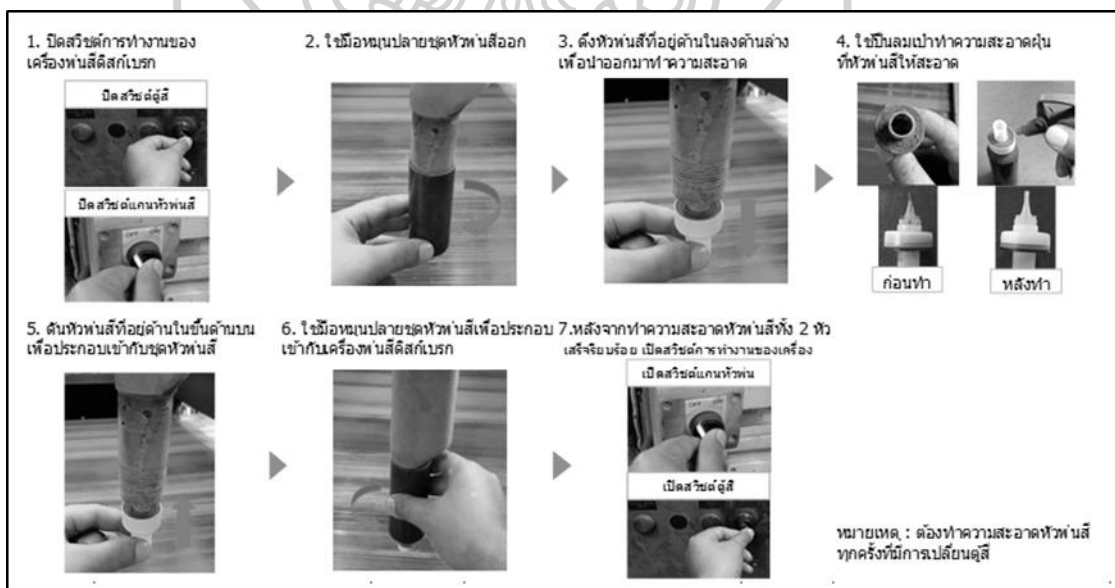 1. ปิดสวิชต์การทำงานของ
เครื่องพ่นสีดิสก์เบรก
ปิดสวิชต์ตู้สี
ปิดสวิชต์แกนหัวพ่นสี
2. ใช้มือหมุนปลายชุดหัวพ่นสีออก
3. ดึงหัวพ่นสีที่อยู่ด้านในลงด้านล่าง
เพื่อนำออกมาทำความสะอาด
4. ใช้ปืนลมเป่าทำความสะอาดฝุ่น
ที่หัวพ่นสีให้สะอาด
ก่อนทำ
หลังทำ
5. ดันหัวพ่นสีที่อยู่ด้านในขึ้นด้านบน
เพื่อประกอบเข้ากับชุดหัวพ่นสี
6. ใช้มือหมุนปลายชุดหัวพ่นสีเพื่อประกอบ
เข้ากับเครื่องพ่นสีดิสก์เบรก
7.หลังจากทำความสะอาดหัวพ่นสีทั้ง 2 หัว
เสร็จเรียบร้อย เปิดสวิชต์การทำงานของเครื่อง
เปิดสวิชต์แกนหัวพ่น
เปิดสวิชต์ตู้สี
หมายเหตุ : ต้องทำความสะอาดหัวพ่นสี
ทุกครั้งที่มีการเปลี่ยนตู้สี